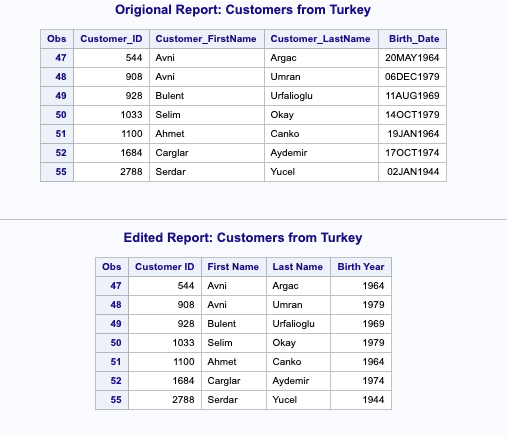 Origional Report: Customers from Turkey
Obs Customer_ID Customer_FirstName Customer_LastName Birth_Date
47 544 Avni Argac 20MAY1964
48 908 Avni Umran 06DEC1979
49 928 Bulent Urfalioglu 11AUG1969
50 1033 Selim Okay 14OCT1979
51 1100 Ahmet Canko 19JAN1964
52 1684 Carglar Aydemir 17OCT1974
55 2788 Serdar Yucel 02JAN1944
Edited Report: Customers from Turkey
Obs Customer ID First Name Last Name Birth Year
47 544 Avni Argac 1964
48 908 Avni Umran 1979
49 928 Bulent Urfalioglu 1969
50 1033 Selim Okay 1979
51 1100 Ahmet Canko 1964
52 1684 Carglar Aydemir 1974
55 2788 Serdar Yucel 1944